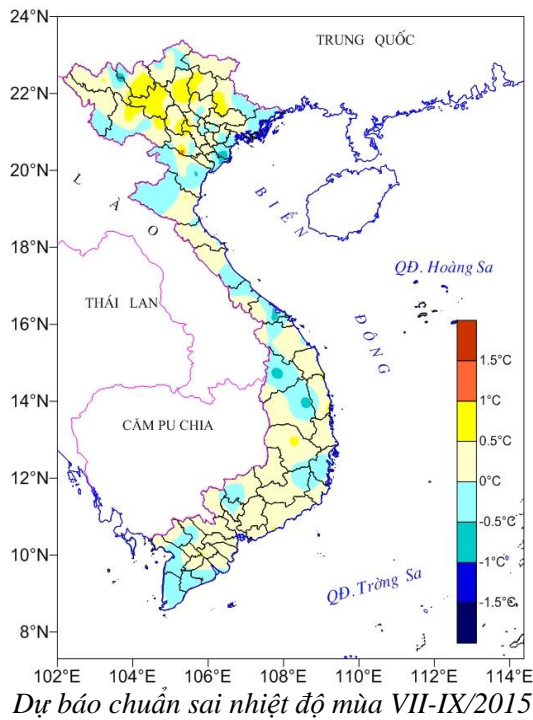 24°N
22°N
20°N
18°N
16°N
14°N
12°N
10°N
8°N
TRUNG QUỐC
LÀO
BIỂN
ĐÔNG
QĐ. Hoàng Sa
THÁI LAN
CĂM PU CHIA
QĐ. Trờng Sa
1.5°C
1°C
0.5°C
0°C
-0.5°C
-1°C
-1.5°C
102°E 104°E 106°E 108°E 110°E 112°E 114°E
Dự báo chuẩn sai nhiệt độ mùa VII-IX/2015